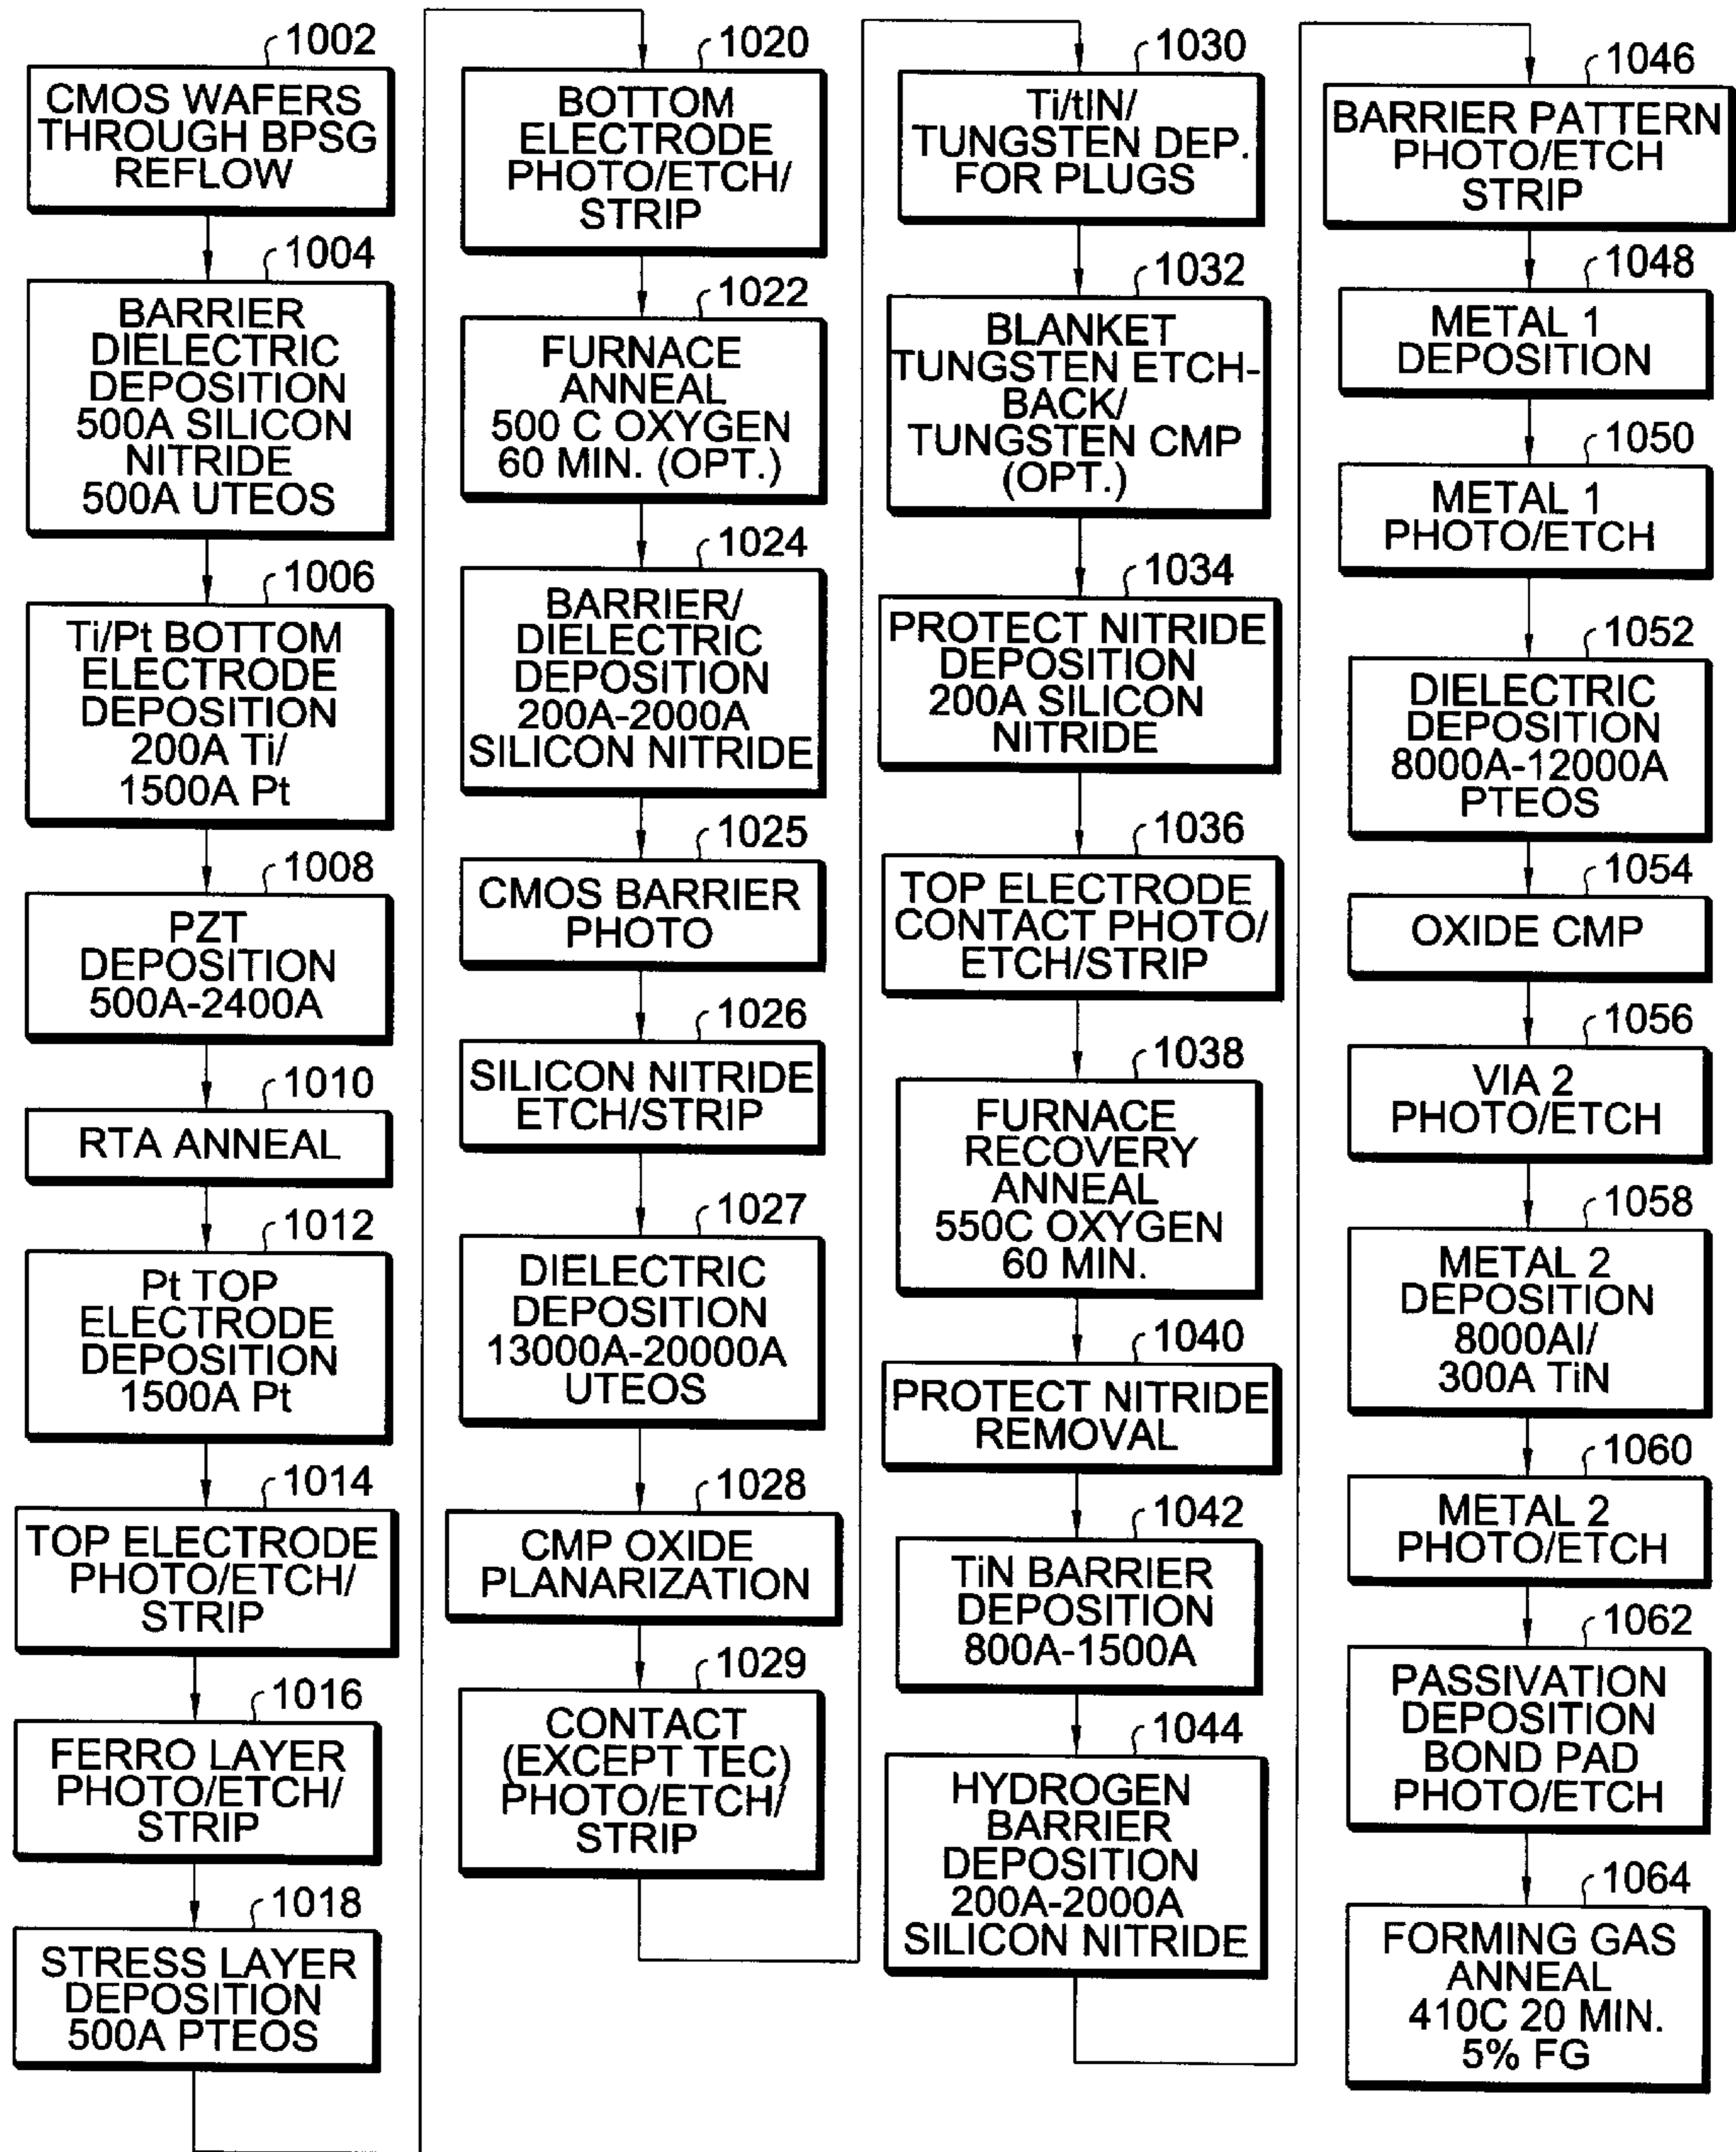 1002
CMOS WAFERS
THROUGH BPSG
REFLOW
1004
BARRIER
DIELECTRIC
DEPOSITION
500A SILICON
NITRIDE
500A UTEOS
1006
Ti/Pt BOTTOM
ELECTRODE
DEPOSITION
200A Ti/
1500A Pt
1008
PZT
DEPOSITION
500A-2400A
1010
RTA ANNEAL
1012
Pt TOP
ELECTRODE
DEPOSITION
1500A Pt
1014
TOP ELECTRODE
PHOTO/ETCH/
STRIP
1016
FERRO LAYER
PHOTO/ETCH/
STRIP
1018
STRESS LAYER
DEPOSITION
500A PTEOS
1020
BOTTOM
ELECTRODE
PHOTO/ETCH/
STRIP
1022
FURNACE
ANNEAL
500 C OXYGEN
60 MIN. (OPT.)
1024
BARRIER/
DIELECTRIC
DEPOSITION
200A-2000A
SILICON NITRIDE
1025
CMOS BARRIER
PHOTO
1026
SILICON NITRIDE
ETCH/STRIP
1027
DIELECTRIC
DEPOSITION
13000A-20000A
UTEOS
1028
CMP OXIDE
PLANARIZATION
1029
CONTACT
(EXCEPT TEC)
PHOTO/ETCH/
STRIP
1030
Ti/tIN/
TUNGSTEN DEP.
FOR PLUGS
1032
BLANKET
TUNGSTEN ETCH-
BACK/
TUNGSTEN CMP
(OPT.)
1034
PROTECT NITRIDE
DEPOSITION
200A SILICON
NITRIDE
1036
TOP ELECTRODE
CONTACT PHOTO/
ETCH/STRIP
1038
FURNACE
RECOVERY
ANNEAL
550C OXYGEN
60 MIN.
1040
PROTECT NITRIDE
REMOVAL
1042
TiN BARRIER
DEPOSITION
800A-1500A
1044
HYDROGEN
BARRIER
DEPOSITION
200A-2000A
SILICON NITRIDE
1046
BARRIER PATTERN
PHOTO/ETCH
STRIP
1048
METAL 1
DEPOSITION
1050
METAL 1
PHOTO/ETCH
1052
DIELECTRIC
DEPOSITION
8000A-12000A
PTEOS
1054
OXIDE CMP
1056
VIA 2
PHOTO/ETCH
1058
METAL 2
DEPOSITION
8000Al/
300A TiN
1060
METAL 2
PHOTO/ETCH
1062
PASSIVATION
DEPOSITION
BOND PAD
PHOTO/ETCH
1064
FORMING GAS
ANNEAL
410C 20 MIN.
5% FG